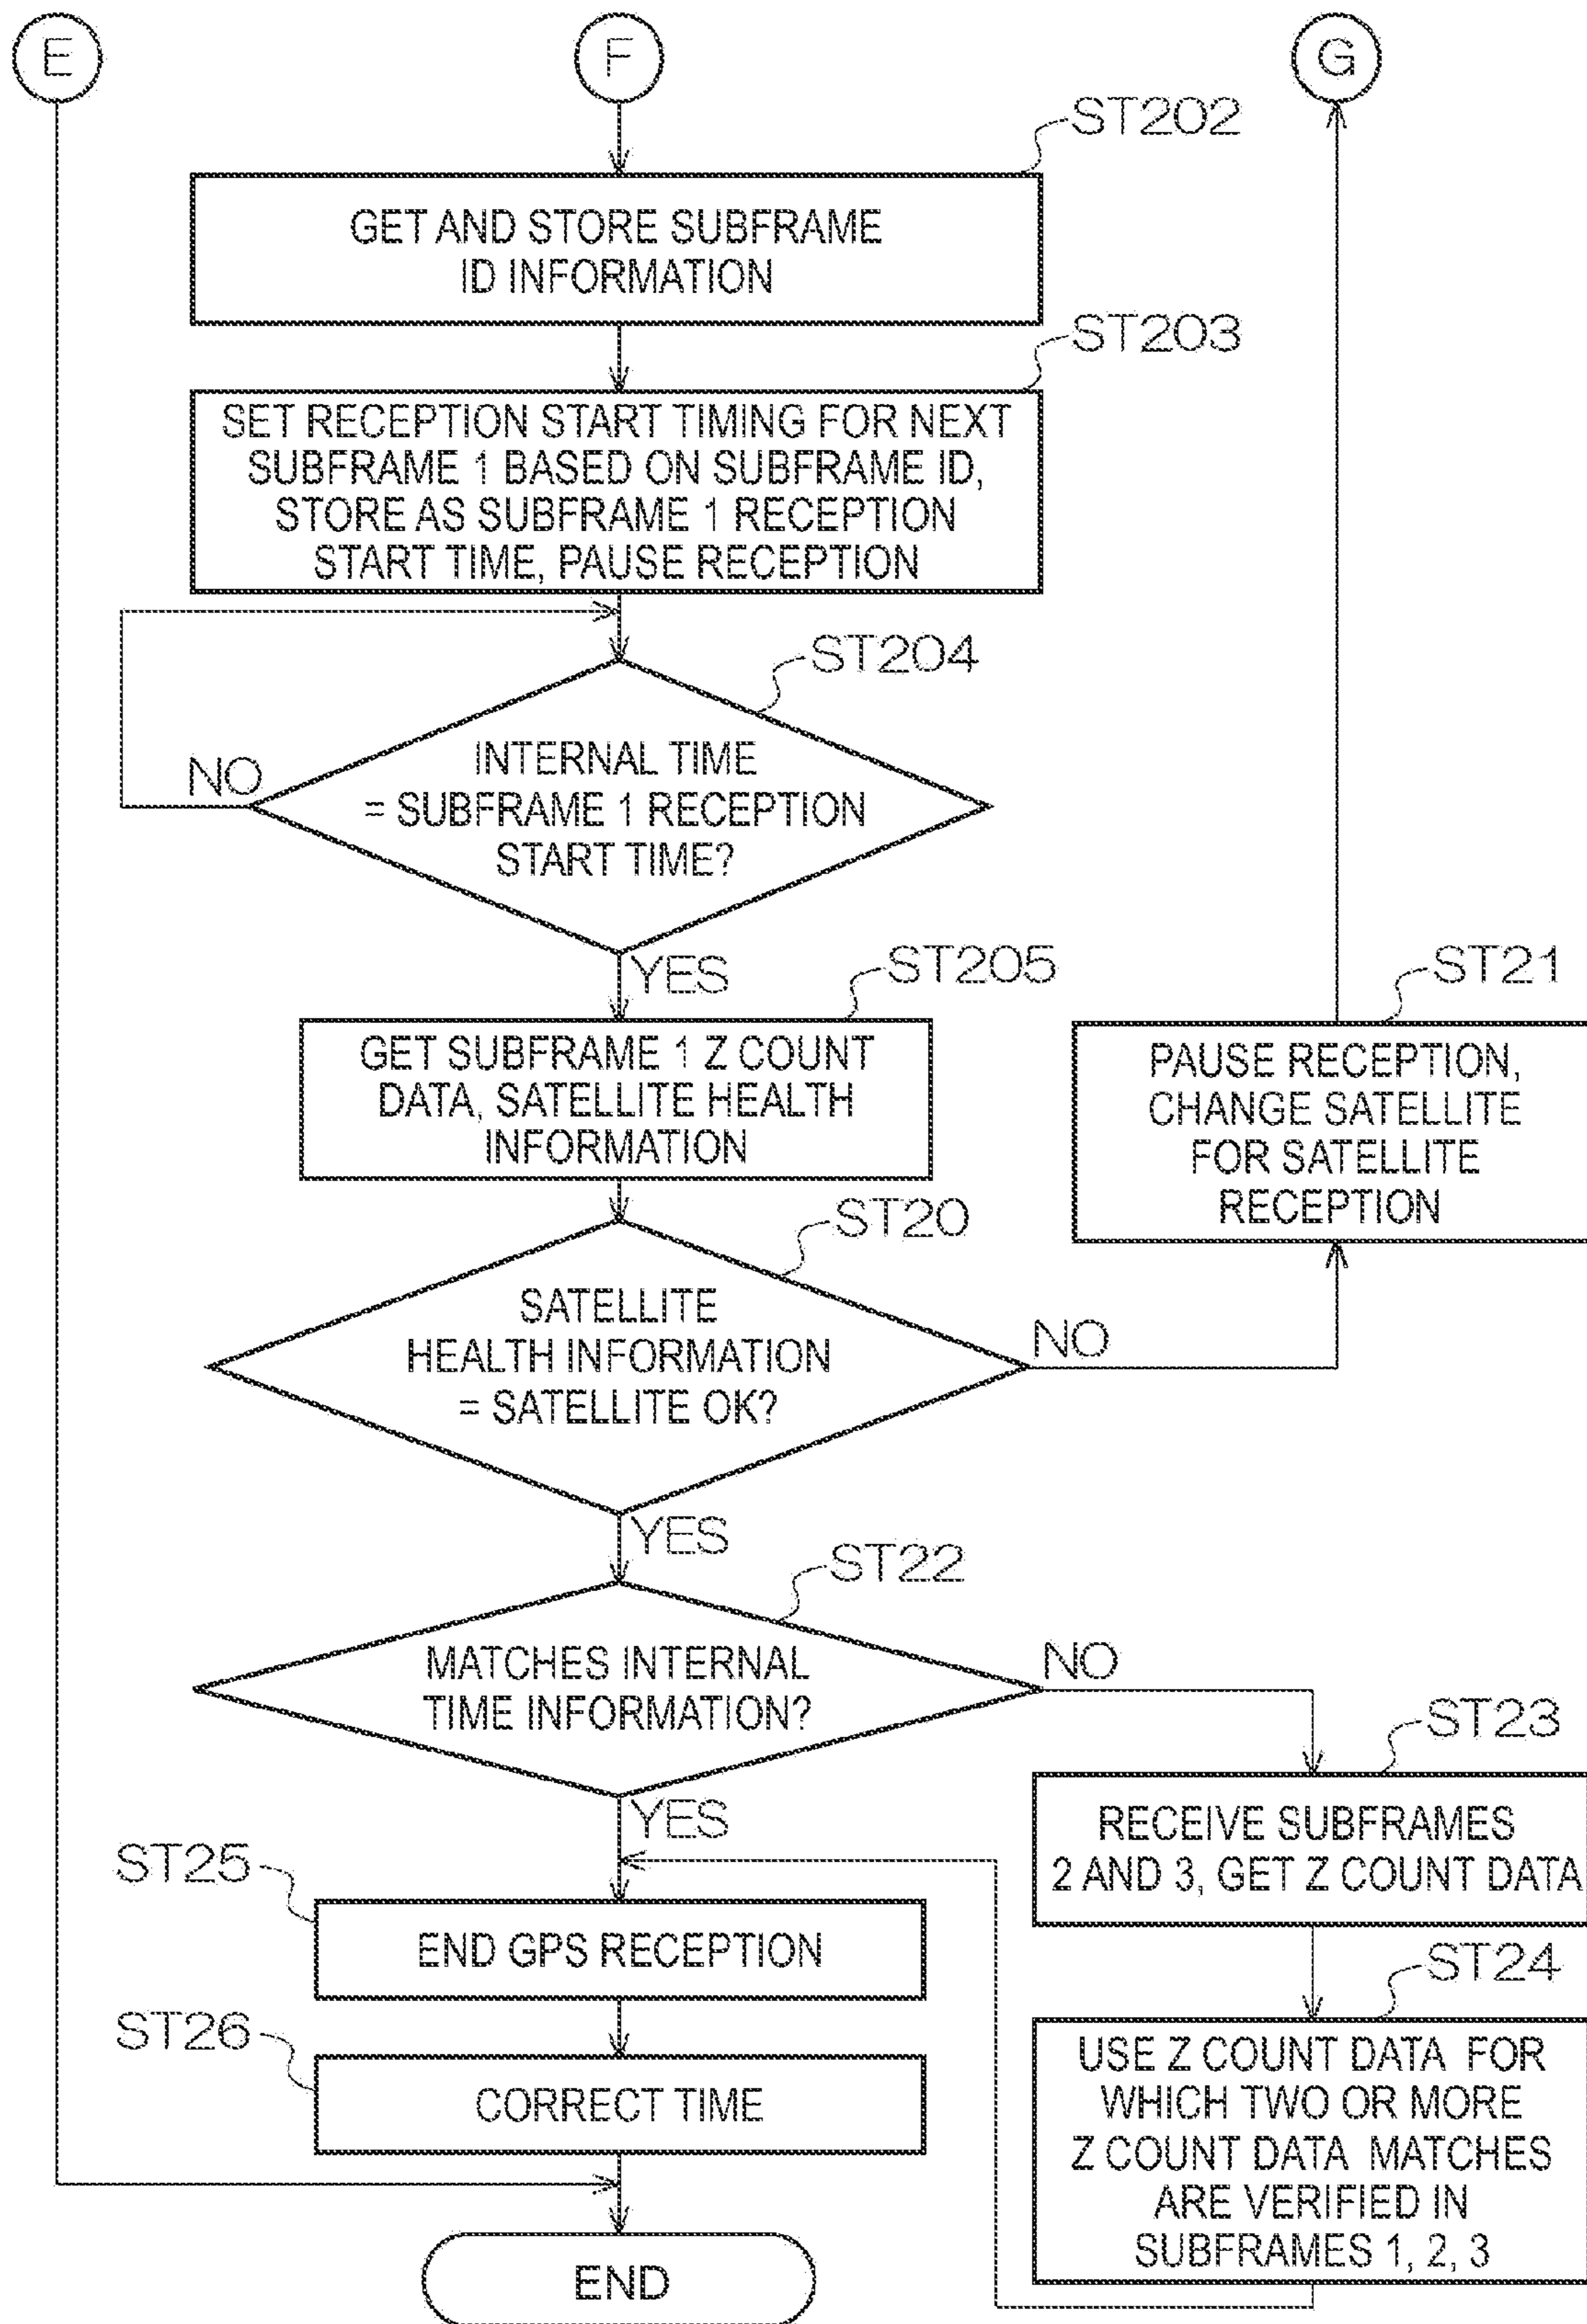 E
F
G
ST202
GET AND STORE SUBFRAME
ID INFORMATION
ST203
SET RECEPTION START TIMING FOR NEXT
SUBFRAME 1 BASED ON SUBFRAME ID,
STORE AS SUBFRAME 1 RECEPTION
START TIME, PAUSE RECEPTION
ST204
INTERNAL TIME
= SUBFRAME 1 RECEPTION
START TIME?
NO
YES
ST205
GET SUBFRAME 1 Z COUNT
DATA, SATELLITE HEALTH
INFORMATION
ST21
PAUSE RECEPTION,
CHANGE SATELLITE
FOR SATELLITE
RECEPTION
ST20
SATELLITE
HEALTH INFORMATION
= SATELLITE OK?
NO
YES
ST22
MATCHES INTERNAL
TIME INFORMATION?
NO
YES
ST23
RECEIVE SUBFRAMES
2 AND 3, GET Z COUNT DATA
ST25
END GPS RECEPTION
ST24
USE Z COUNT DATA FOR
WHICH TWO OR MORE
Z COUNT DATA MATCHES
ARE VERIFIED IN
SUBFRAMES 1, 2, 3
ST26
CORRECT TIME
END